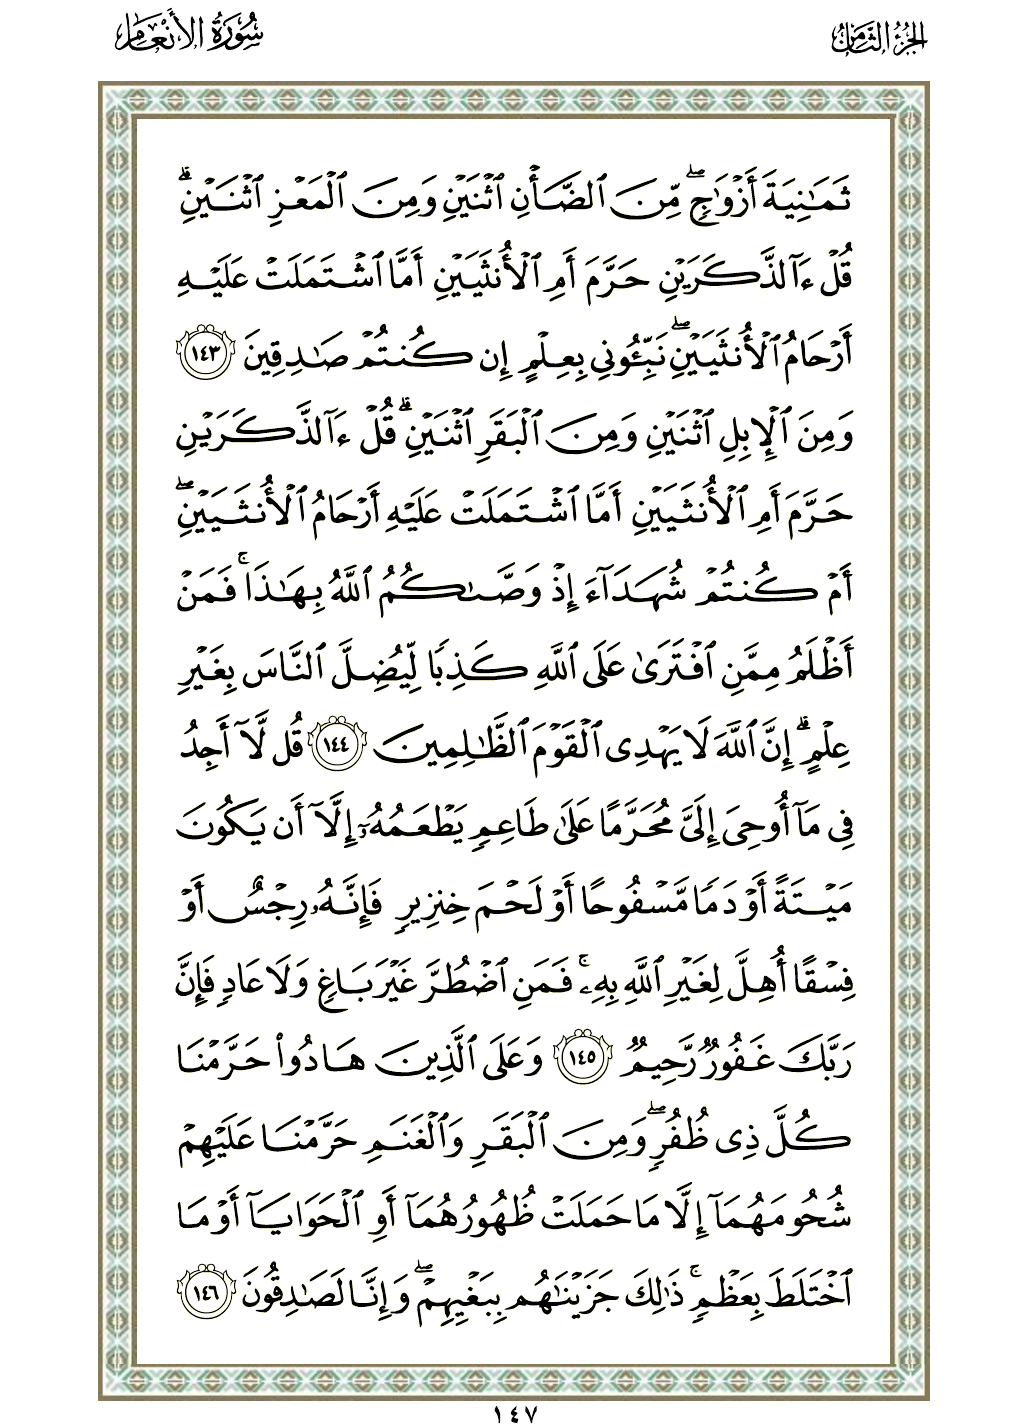 الجزء الثامن
سورة الأنعام
ثَمَٰنِيَةَ أَزۡوَٰجٖۖ مِّنَ ٱلضَّأۡنِ ٱثۡنَيۡنِ وَمِنَ ٱلۡمَعۡزِ ٱثۡنَيۡنِۗ
قُلۡ ءَآلذَّكَرَيۡنِ حَرَّمَ أَمِ ٱلۡأُنثَيَيۡنِ أَمَّا ٱشۡتَمَلَتۡ عَلَيۡهِ
أَرۡحَامُ ٱلۡأُنثَيَيۡنِۖ نَبِّـُٔونِي بِعِلۡمٍ إِن كُنتُمۡ صَٰدِقِينَ ١٤٣
وَمِنَ ٱلۡإِبِلِ ٱثۡنَيۡنِ وَمِنَ ٱلۡبَقَرِ ٱثۡنَيۡنِۗ قُلۡ ءَآلذَّكَرَيۡنِ
حَرَّمَ أَمِ ٱلۡأُنثَيَيۡنِ أَمَّا ٱشۡتَمَلَتۡ عَلَيۡهِ أَرۡحَامُ ٱلۡأُنثَيَيۡنِۖ
أَمۡ كُنتُمۡ شُهَدَآءَ إِذۡ وَصَّىٰكُمُ ٱللَّهُ بِهَٰذَاۚ فَمَنۡ
أَظۡلَمُ مِمَّنِ ٱفۡتَرَىٰ عَلَى ٱللَّهِ كَذِبٗا لِّيُضِلَّ ٱلنَّاسَ بِغَيۡرِ
عِلۡمٍۗ إِنَّ ٱللَّهَ لَا يَهۡدِي ٱلۡقَوۡمَ ٱلظَّٰلِمِينَ ١٤٤ قُل لَّآ أَجِدُ
فِي مَآ أُوحِيَ إِلَيَّ مُحَرَّمًا عَلَىٰ طَاعِمٖ يَطۡعَمُهُۥٓ إِلَّآ أَن يَكُونَ
مَيۡتَةً أَوۡ دَمٗا مَّسۡفُوحًا أَوۡ لَحۡمَ خِنزِيرٖ فَإِنَّهُۥ رِجۡسٌ أَوۡ
فِسۡقًا أُهِلَّ لِغَيۡرِ ٱللَّهِ بِهِۦۚ فَمَنِ ٱضۡطُرَّ غَيۡرَ بَاغٖ وَلَا عَادٖ فَإِنَّ
رَبَّكَ غَفُورٞ رَّحِيمٞ ١٤٥ وَعَلَى ٱلَّذِينَ هَادُواْ حَرَّمۡنَا
كُلَّ ذِي ظُفُرٖۖ وَمِنَ ٱلۡبَقَرِ وَٱلۡغَنَمِ حَرَّمۡنَا عَلَيۡهِمۡ
شُحُومَهُمَآ إِلَّا مَا حَمَلَتۡ ظُهُورُهُمَآ أَوِ ٱلۡحَوَايَآ أَوۡ مَا
ٱخۡتَلَطَ بِعَظۡمٖۚ ذَٰلِكَ جَزَيۡنَٰهُم بِبَغۡيِهِمۡۖ وَإِنَّا لَصَٰدِقُونَ ١٤٦
١٤٧